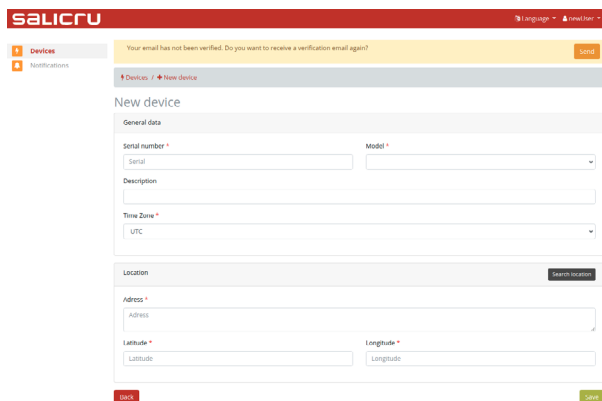 SALICRU
Language newUser
Devices
Notifications
Your email has not been verified. Do you want to receive a verification email again?
Send
Devices / New device
New device
General data
Serial number * Model *
Serial
Description
Time Zone *
UTC
Location Search location
Adress *
Adress
Latitude * Longitude *
Latitude Longitude
Back Save